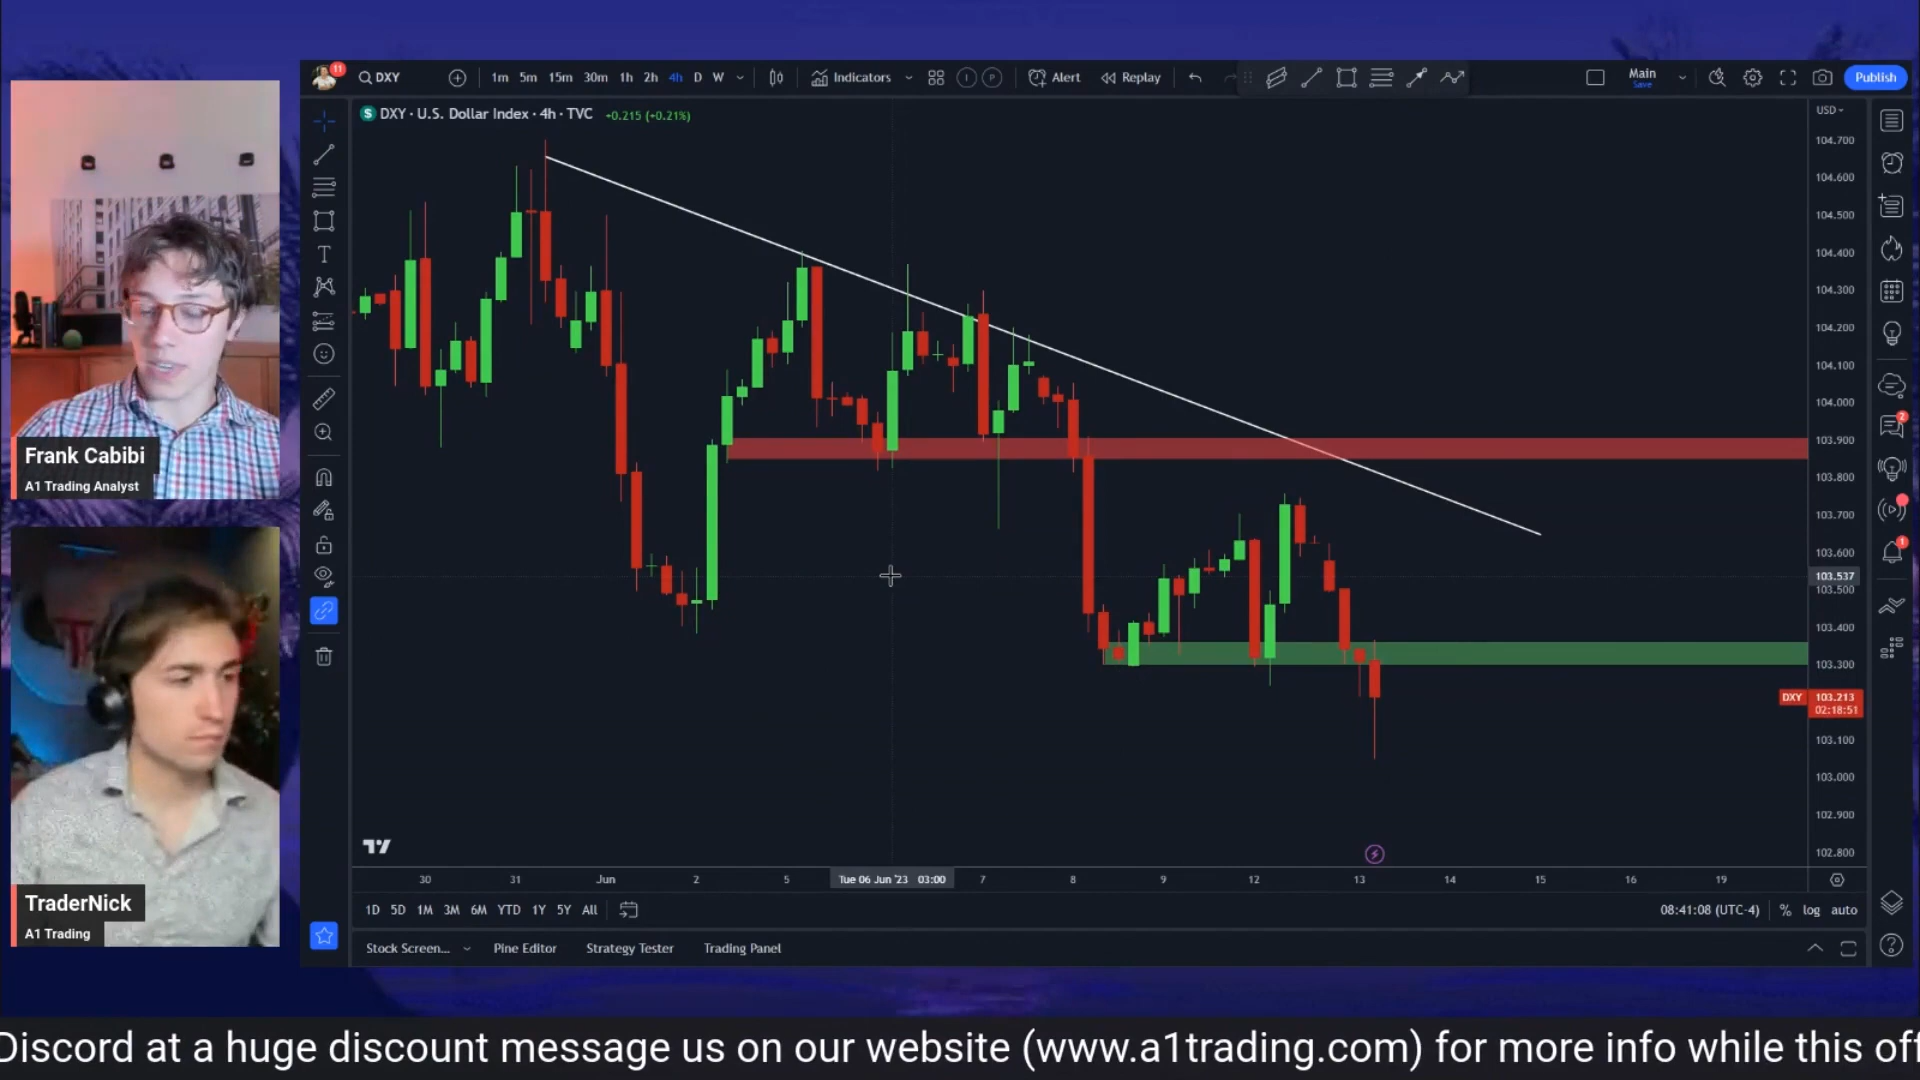 11
DXY
1m 5m 15m 30m 1h 2h 4h D W
Indicators
Alert
Replay
Main
Save
Publish
S DXY · U.S. Dollar Index · 4h · TVC +0.215 (+0.21%)
USD
104.700
104.600
104.500
104.400
104.300
104.200
104.100
104.000
103.900
103.800
103.700
103.600
103.537
103.500
103.400
103.300
DXY 103.213
02:18:51
103.100
103.000
102.900
102.800
2
1
Frank Cabibi
A1 Trading Analyst
TraderNick
A1 Trading
30 31 Jun 2 5 Tue 06 Jun '23 03:00 7 8 9 12 13 14 15 16 19
1D 5D 1M 3M 6M YTD 1Y 5Y All
08:41:08 (UTC-4) % log auto
Stock Screen... Pine Editor Strategy Tester Trading Panel
Discord at a huge discount message us on our website (www.a1trading.com) for more info while this off